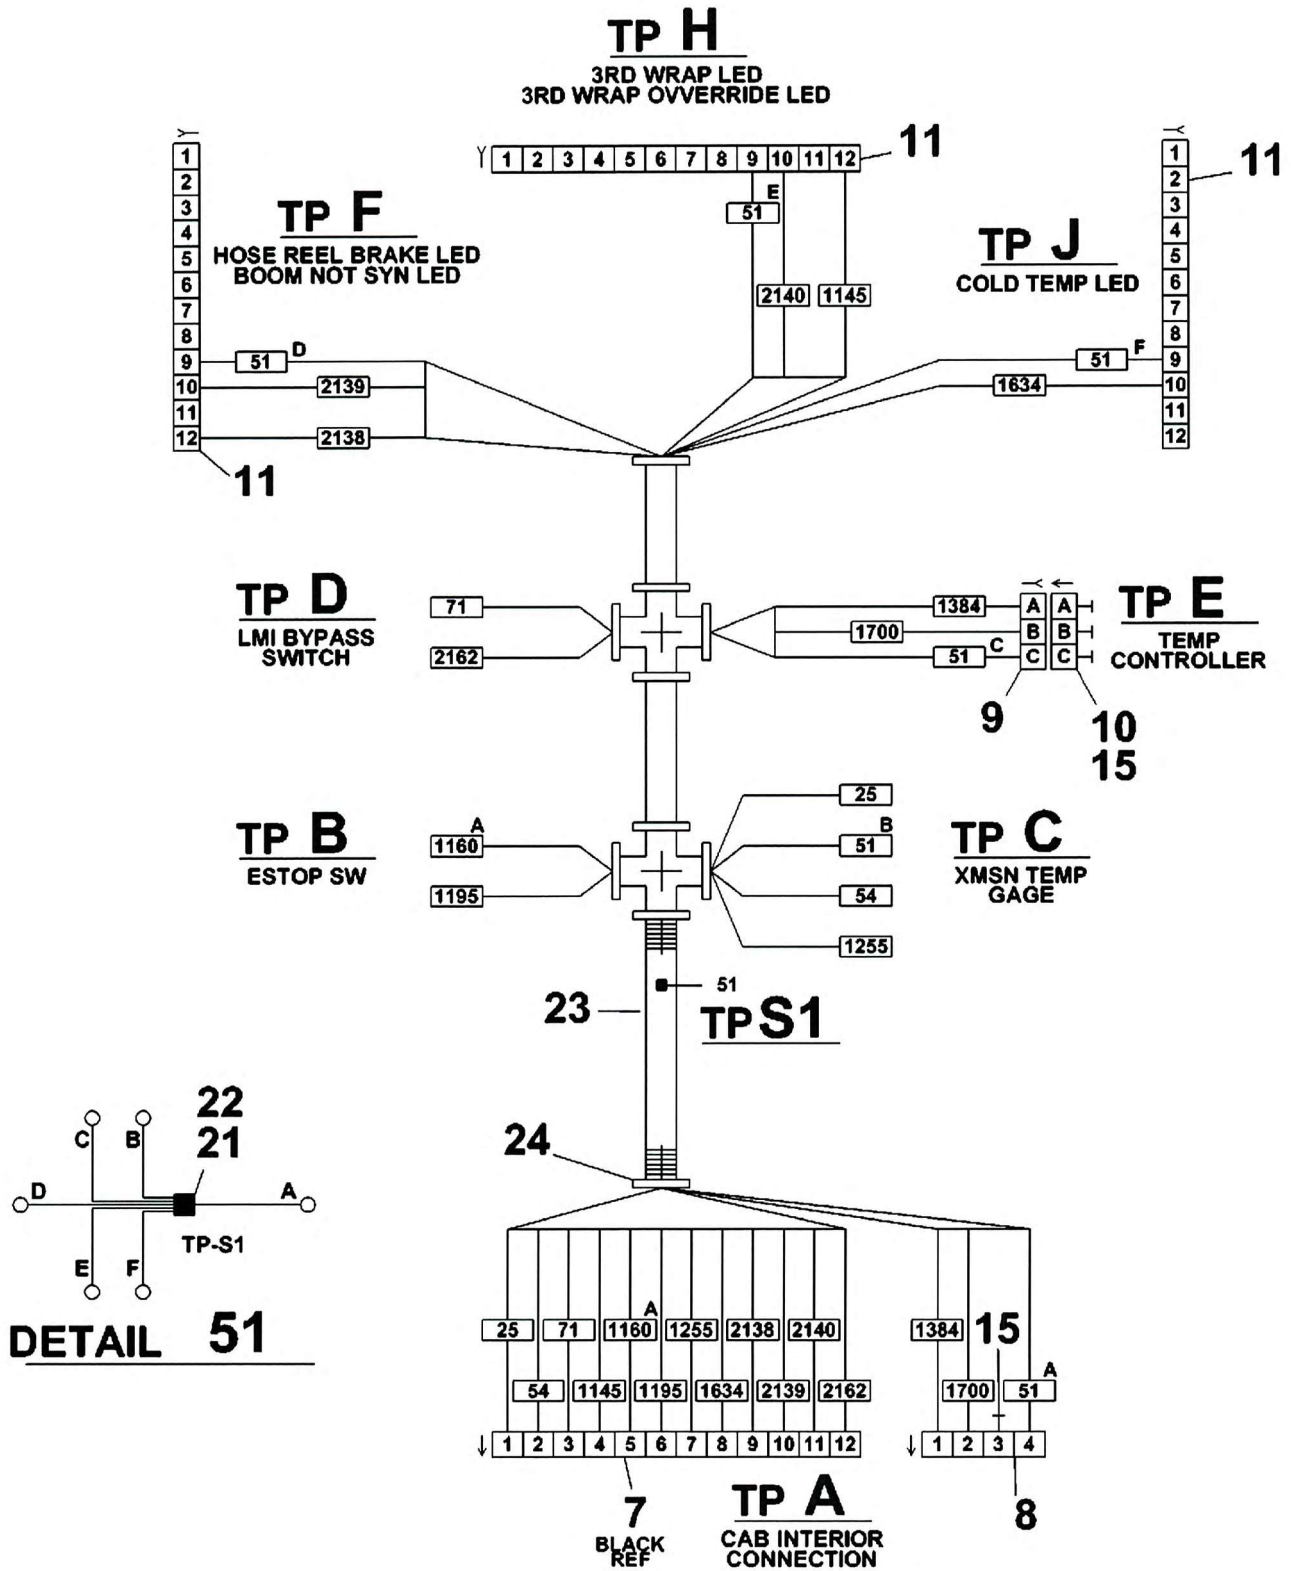 TP H
3RD WRAP LED
3RD WRAP OVVERRIDE LED
1 2 3 4 5 6 7 8 9 10 11 12
11
E
51
2140
1145
1
2
3
4
5
6
7
8
9
10
11
12
TP F
HOSE REEL BRAKE LED
BOOM NOT SYN LED
51 D
2139
2138
11
TP J
COLD TEMP LED
51 F
1634
1
2
3
4
5
6
7
8
9
10
11
12
11
TP D
LMI BYPASS
SWITCH
71
2162
1384
1700
51 C
A A
B B
C C
TP E
TEMP
CONTROLLER
9
10
15
TP B
ESTOP SW
A
1160
1195
25
B
51
54
1255
TP C
XMSN TEMP
GAGE
51
23
TP S1
22
21
C B
D A
E F
TP-S1
DETAIL 51
24
A
25 71 1160 1255 2138 2140
54 1145 1195 1634 2139 2162
1 2 3 4 5 6 7 8 9 10 11 12
7
BLACK
REF
TP A
CAB INTERIOR
CONNECTION
1384 15
A
1700 51
1 2 3 4
8